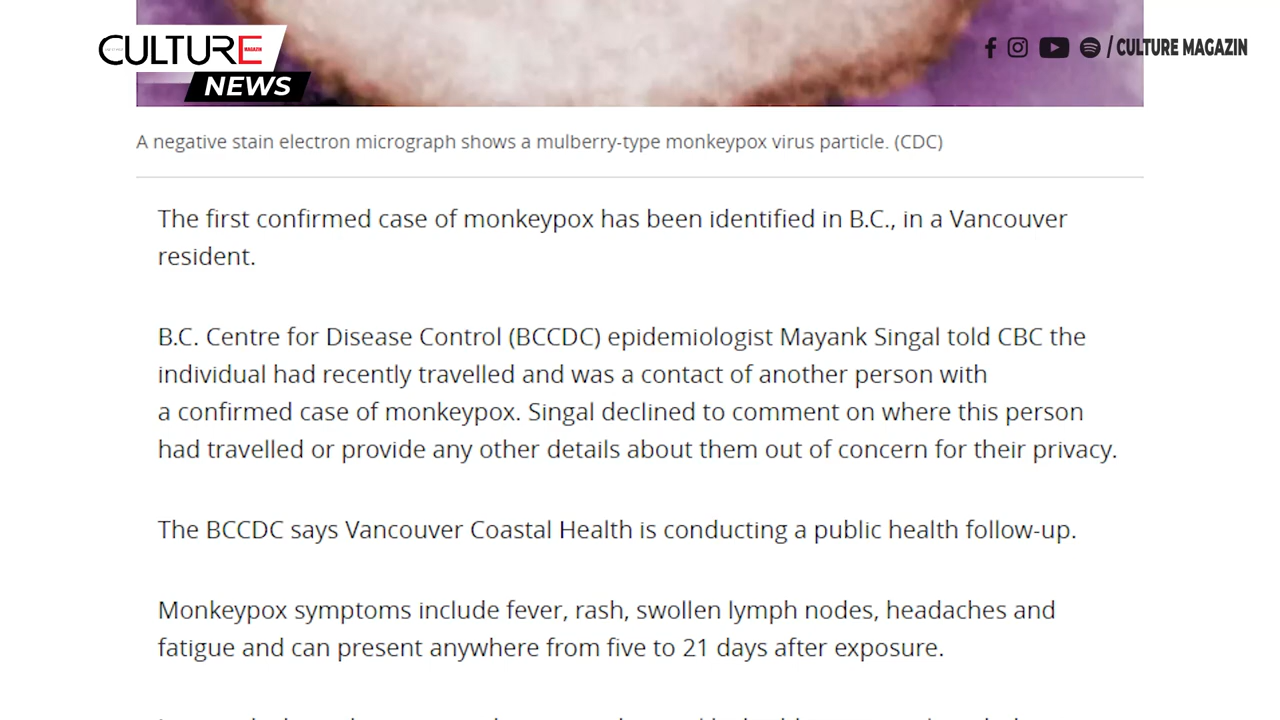 CULTURE
MAGAZIN
NEWS
/ CULTURE MAGAZIN
A negative stain electron micrograph shows a mulberry-type monkeypox virus particle. (CDC)
The first confirmed case of monkeypox has been identified in B.C., in a Vancouver
resident.
B.C. Centre for Disease Control (BCCDC) epidemiologist Mayank Singal told CBC the
individual had recently travelled and was a contact of another person with
a confirmed case of monkeypox. Singal declined to comment on where this person
had travelled or provide any other details about them out of concern for their privacy.
The BCCDC says Vancouver Coastal Health is conducting a public health follow-up.
Monkeypox symptoms include fever, rash, swollen lymph nodes, headaches and
fatigue and can present anywhere from five to 21 days after exposure.